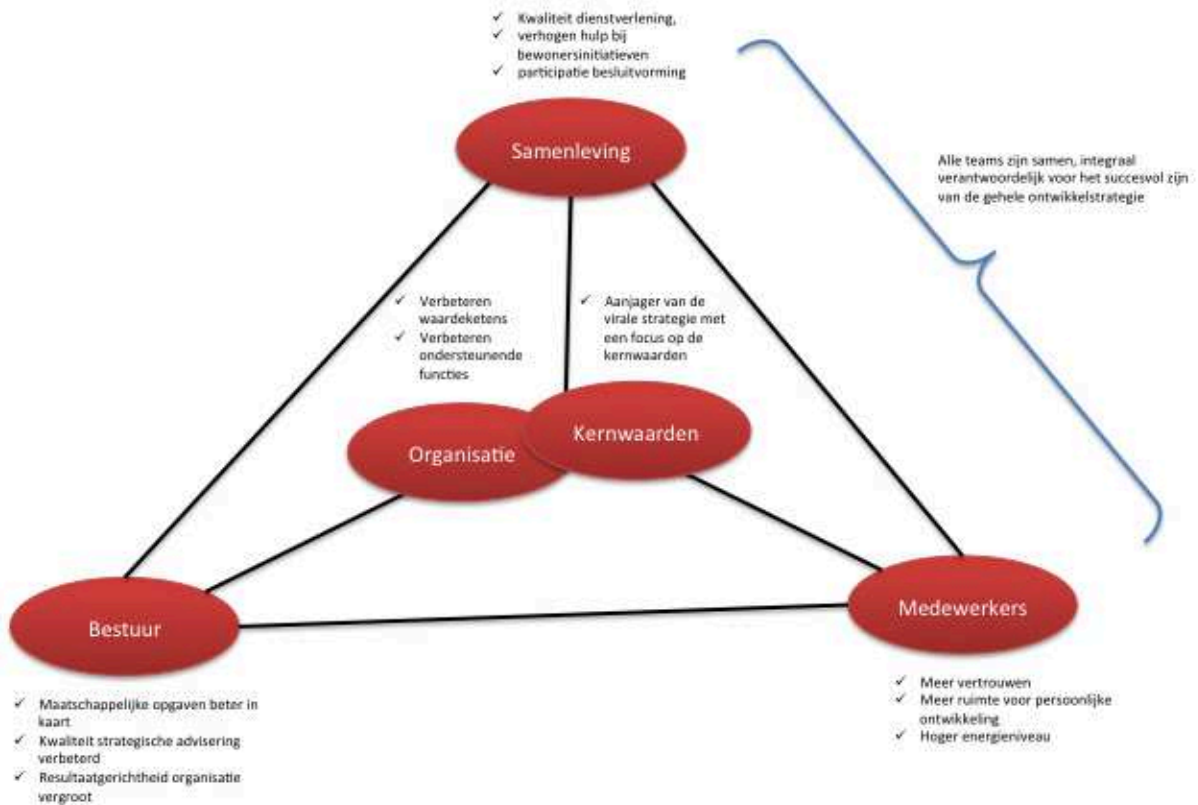 ✓ Kwaliteit dienstverlening,
✓ verhogen hulp bij
bewonersinitiatieven
✓ participatie besluitvorming
Samenleving
Alle teams zijn samen, integraal
verantwoordelijk voor het succesvol zijn
van de gehele ontwikkelstrategie
✓ Verbeteren
waardeketens
✓ Verbeteren
ondersteunende
functies
✓ Aanjager van de
virale strategie met
een focus op de
kernwaarden
Organisatie
Kernwaarden
Bestuur
Medewerkers
✓ Maatschappelijke opgaven beter in
kaart
✓ Kwaliteit strategische advisering
verbeterd
✓ Resultaatgerichtheid organisatie
vergroot
✓ Meer vertrouwen
✓ Meer ruimte voor persoonlijke
ontwikkeling
✓ Hoger energieniveau